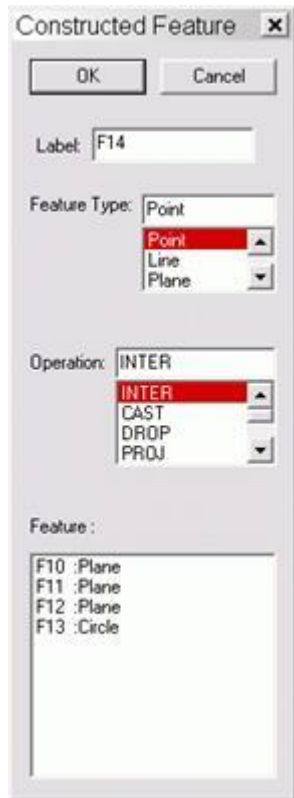 Constructed Feature
OK Cancel
Label: F14
Feature Type: Point
Point
Line
Plane
Operation: INTER
INTER
CAST
DROP
PROJ
Feature :
F10 :Plane
F11 :Plane
F12 :Plane
F13 :Circle